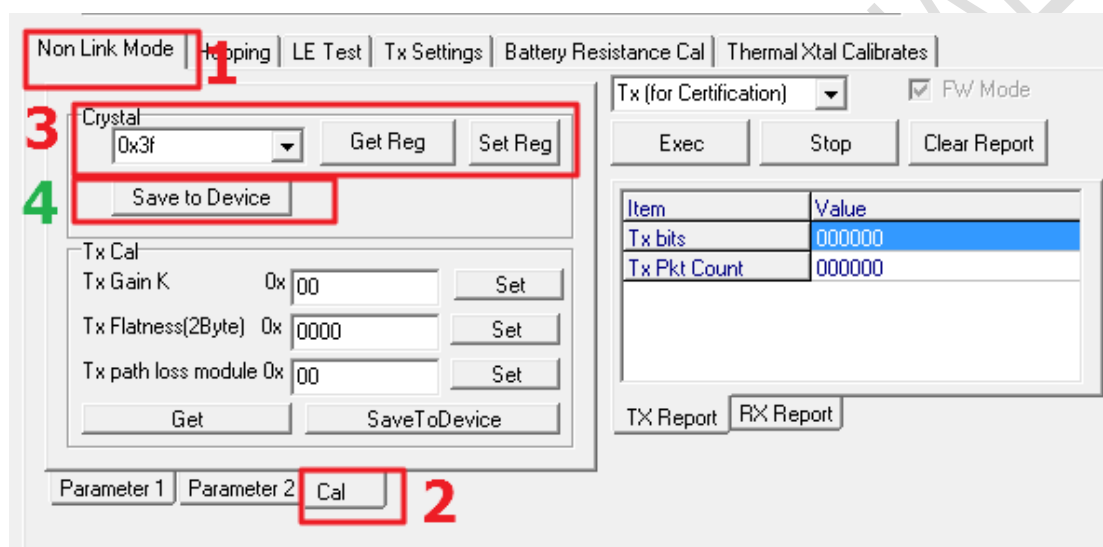 Non Link Mode Hopping LE Test Tx Settings Battery Resistance Cal Thermal Xtal Calibrates
1
Tx (for Certification) FW Mode
3
Crystal
0x3f Get Reg Set Reg
Exec Stop Clear Report
4
Save to Device
Item Value
Tx bits 000000
Tx Pkt Count 000000
Tx Cal
Tx Gain K 0x 00 Set
Tx Flatness(2Byte) 0x 0000 Set
Tx path loss module 0x 00 Set
Get SaveToDevice
TX Report RX Report
Parameter 1 Parameter 2 Cal
2